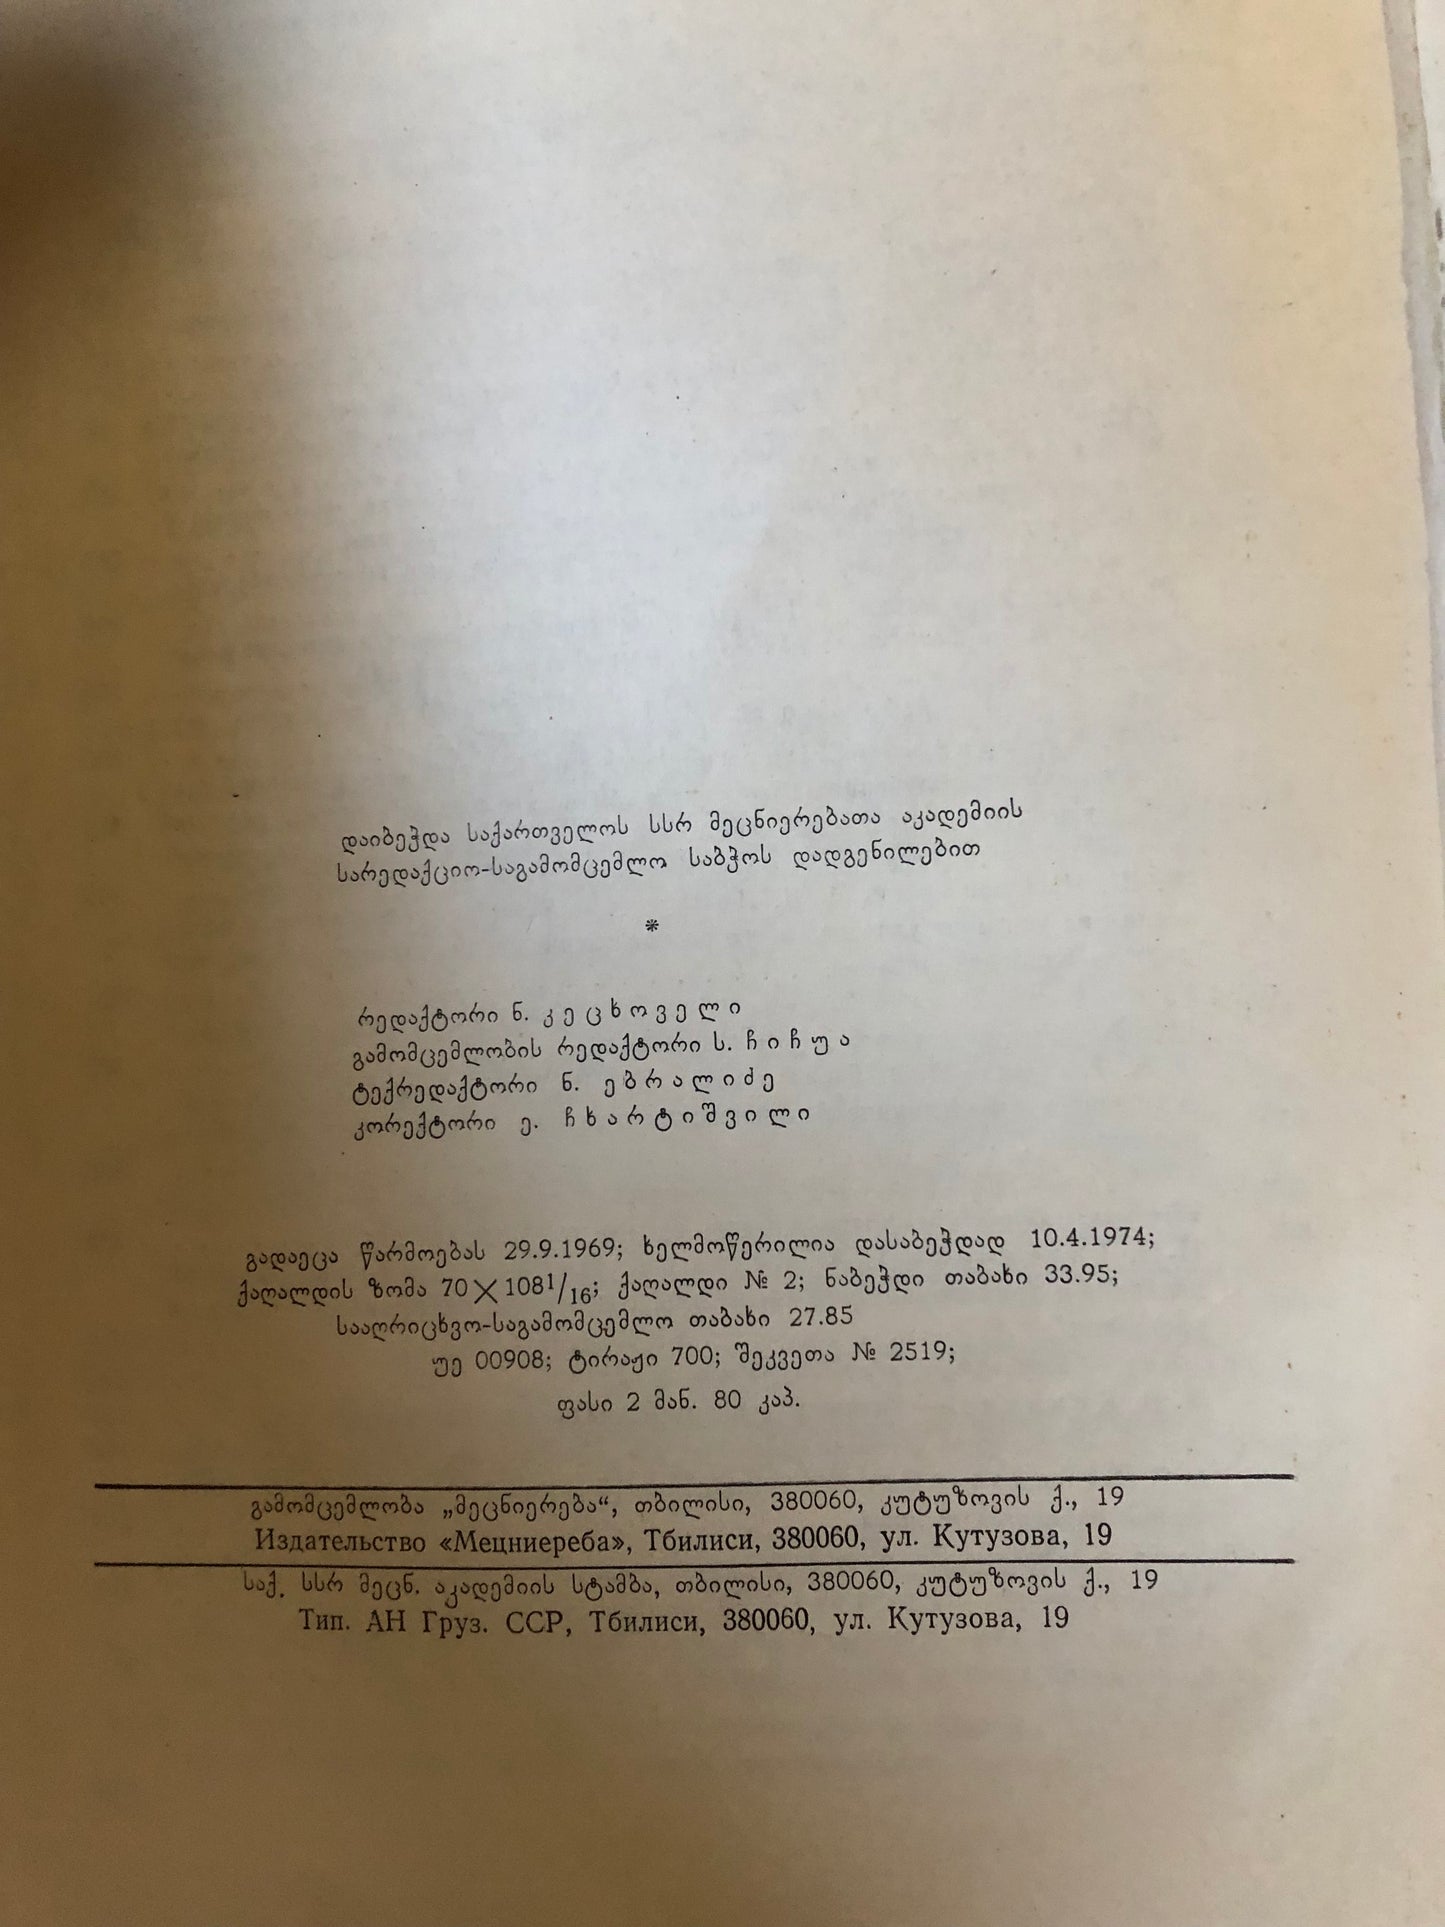 დაიბეჭდა საქართველოს სსრ მეცნიერებათა აკადემიის
სარედაქციო-საგამომცემლო საბჭოს დადგენილებით
*
რედაქტორი ნ. კეცხოველი
გამომცემლობის რედაქტორი ს. ჩიჩუა
ტექრედაქტორი ნ. ებრალიძე
კორექტორი ე. ჩხარტიშვილი
გადაეცა წარმოებას 29.9.1969; ხელმოწერილია დასაბეჭდად 10.4.1974;
ქაღალდის ზომა 70×108¹/₁₆; ქაღალდი № 2; ნაბეჭდი თაბახი 33.95;
სააღრიცხვო-საგამომცემლო თაბახი 27.85
უე 00908; ტირაჟი 700; შეკვეთა № 2519;
ფასი 2 მან. 80 კაპ.
გამომცემლობა „მეცნიერება“, თბილისი, 380060, კუტუზოვის ქ., 19
Издательство «Мецниереба», Тбилиси, 380060, ул. Кутузова, 19
საქ. სსრ მეცნ. აკადემიის სტამბა, თბილისი, 380060, კუტუზოვის ქ., 19
Тип. АН Груз. ССР, Тбилиси, 380060, ул. Кутузова, 19